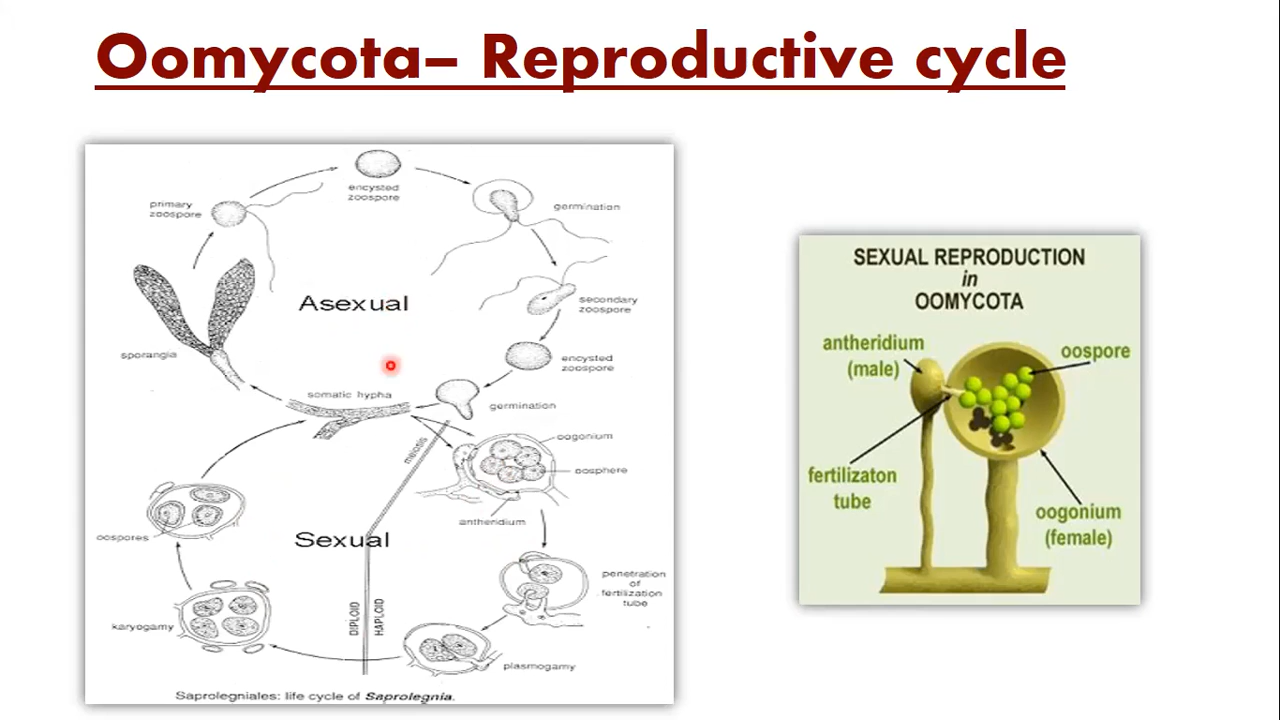 Oomycota– Reproductive cycle
encysted
zoospore
primary
zoospore
germination
Asexual
secondary
zoospore
sporangia
encysted
zoospore
somatic hypha
germination
meiosis
oogonium
oosphere
antheridium
oospores
Sexual
penetration
of
fertilization
tube
DIPLOID
HAPLOID
karyogamy
plasmogamy
Saprolegniales: life cycle of Saprolegnia.
SEXUAL REPRODUCTION
in
OOMYCOTA
antheridium
(male)
oospore
fertilizaton
tube
oogonium
(female)